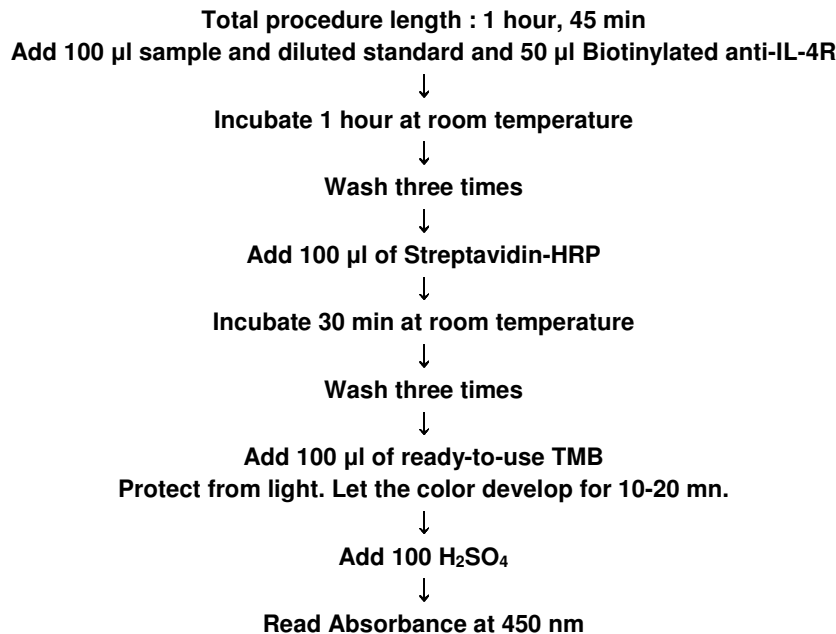 Total procedure length : 1 hour, 45 min
Add 100 µl sample and diluted standard and 50 µl Biotinylated anti-IL-4R
↓
Incubate 1 hour at room temperature
↓
Wash three times
↓
Add 100 µl of Streptavidin-HRP
↓
Incubate 30 min at room temperature
↓
Wash three times
↓
Add 100 µl of ready-to-use TMB
Protect from light. Let the color develop for 10-20 mn.
↓
Add 100 H₂SO₄
↓
Read Absorbance at 450 nm